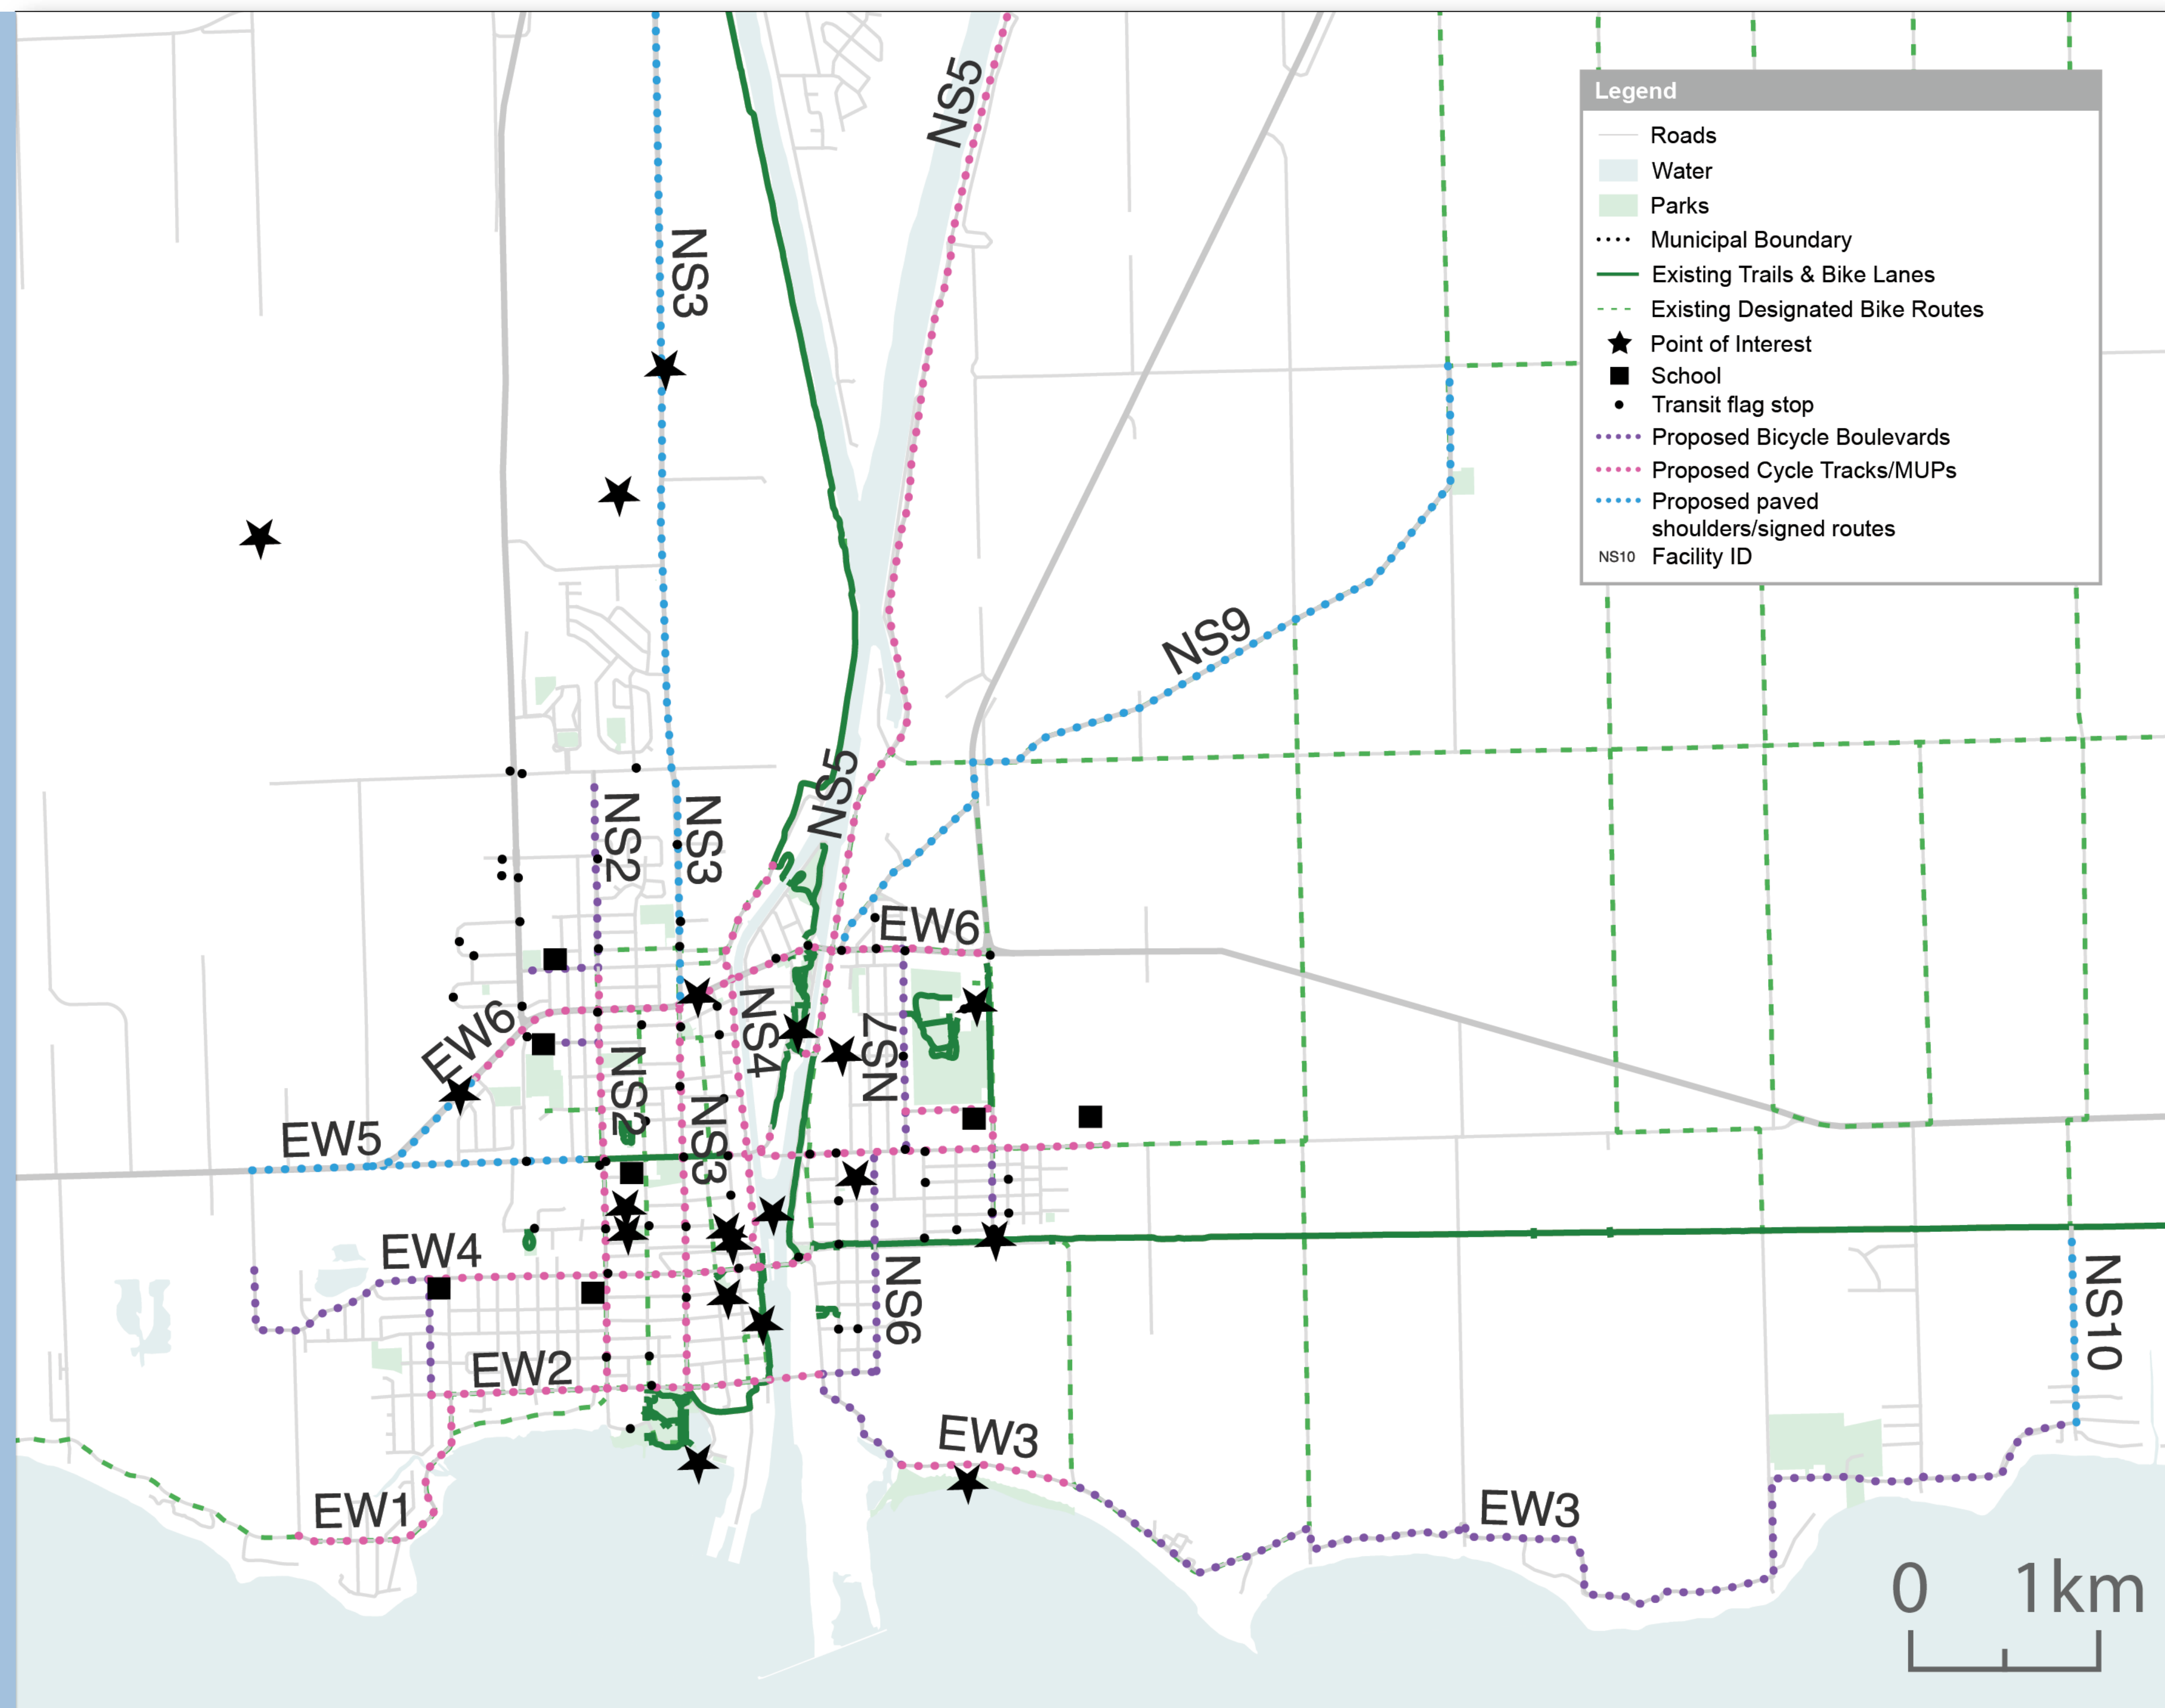 NS5
Legend
Roads
Water
Parks
Municipal Boundary
Existing Trails & Bike Lanes
Existing Designated Bike Routes
Point of Interest
School
Transit flag stop
Proposed Bicycle Boulevards
Proposed Cycle Tracks/MUPs
Proposed paved
shoulders/signed routes
NS10 Facility ID
NS3
NS9
NS5
NS2
NS3
EW6
NS4
NS7
EW6
NS2
NS3
EW5
EW4
NS6
NS10
EW2
EW3
EW1
EW3
0 1km